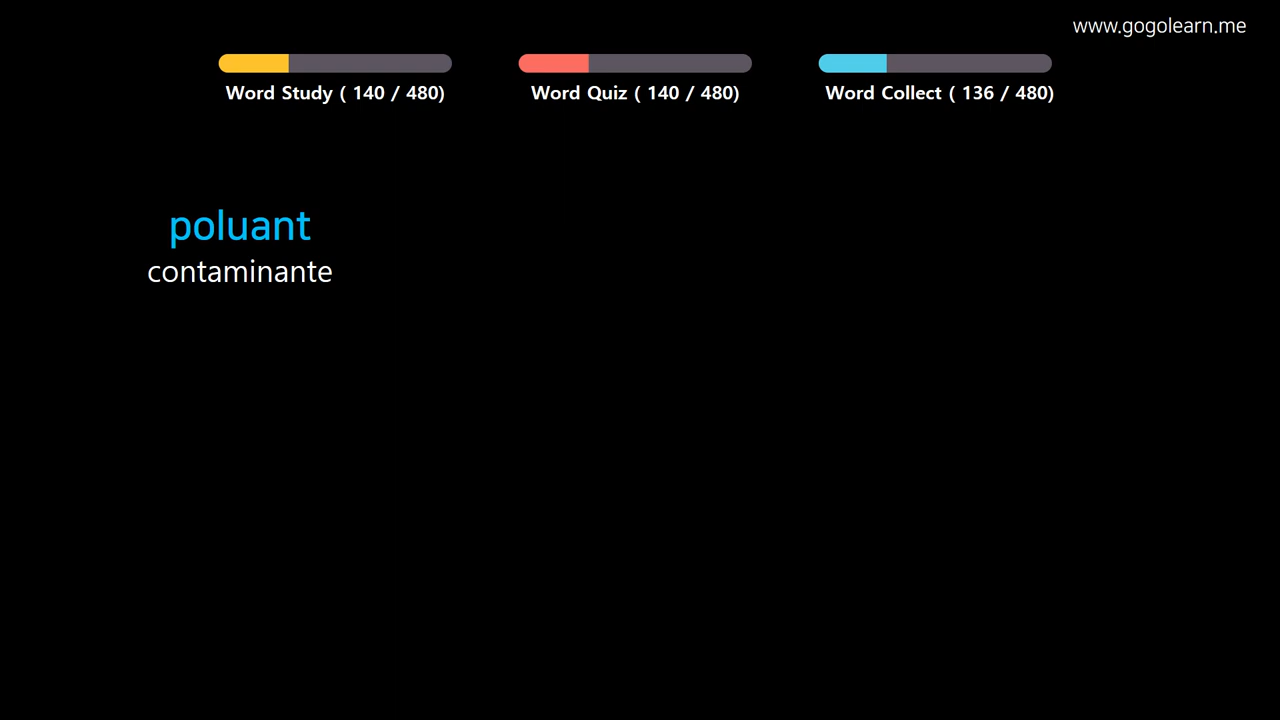 www.gogolearn.me
Word Study ( 140 / 480)
Word Quiz ( 140 / 480)
Word Collect ( 136 / 480)
poluant
contaminante